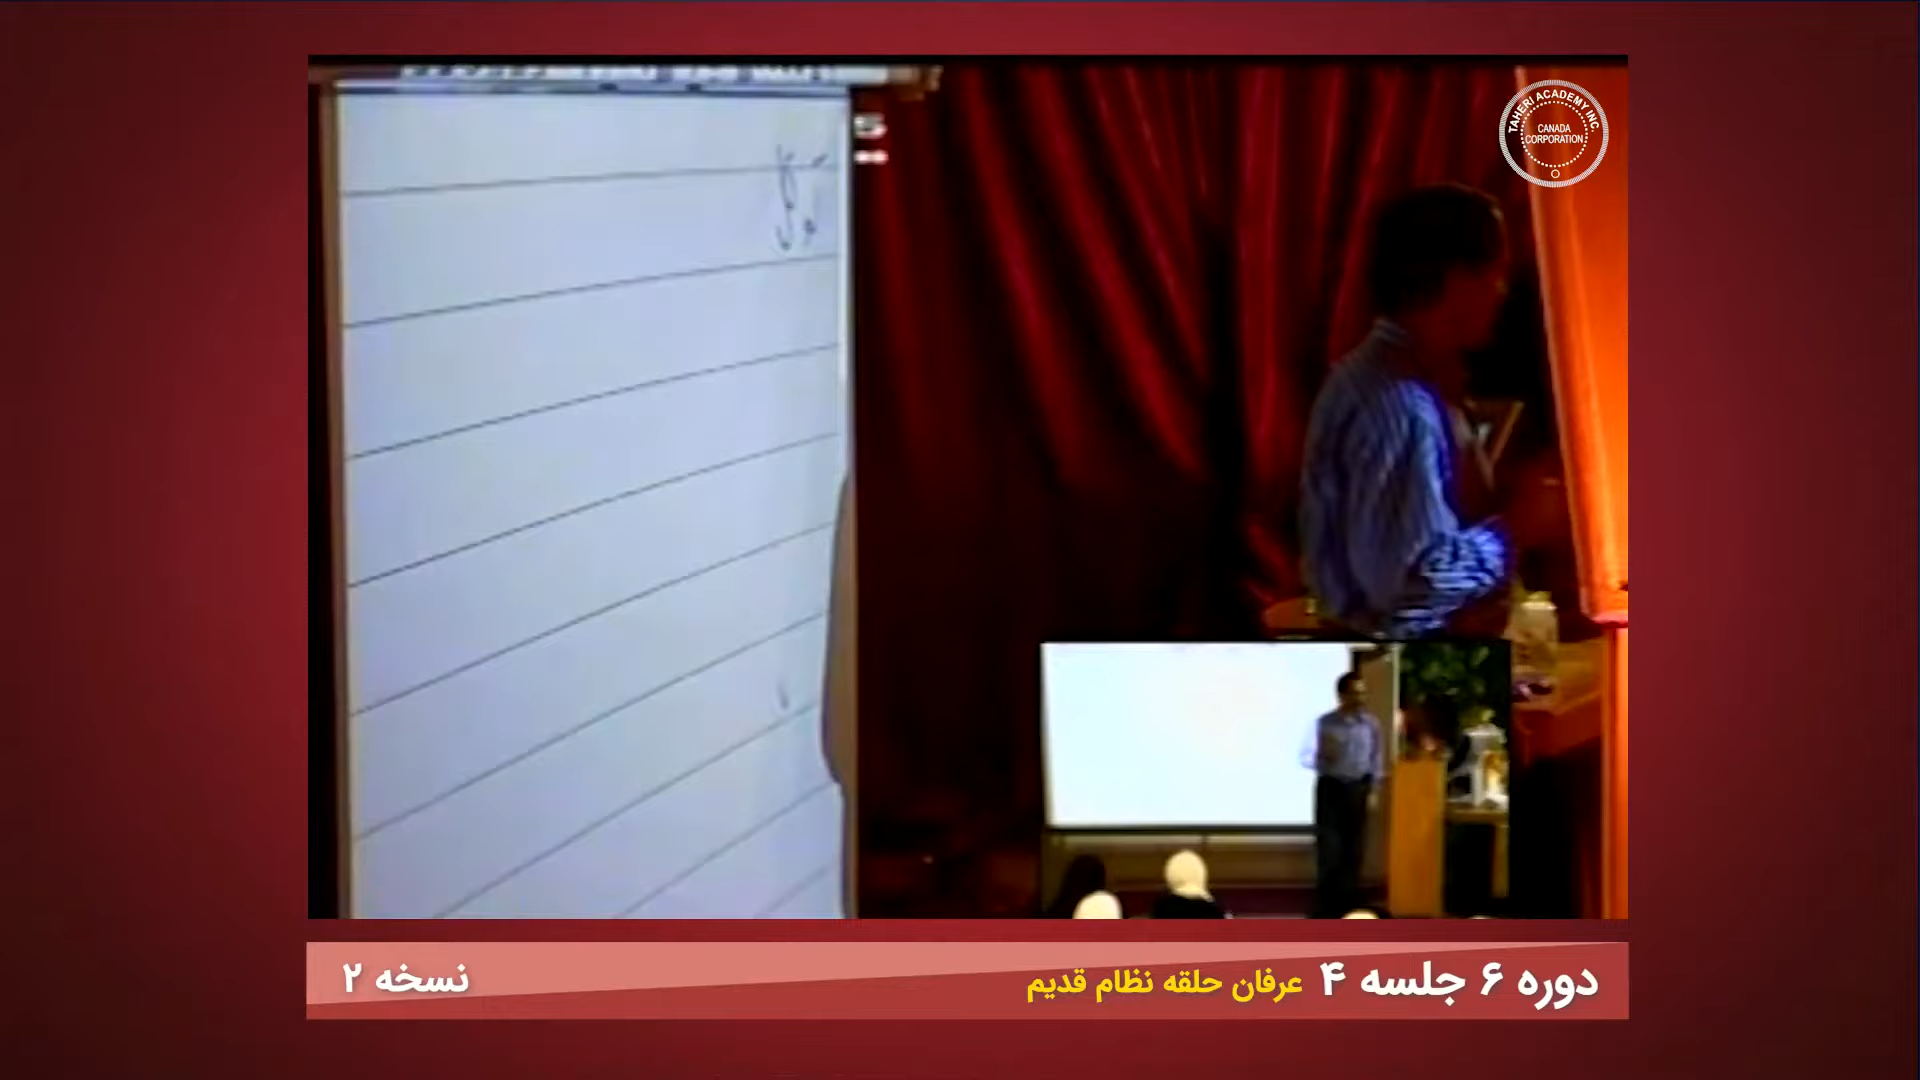 TAHERI ACADEMY INC.
CANADA
CORPORATION
دوره ۶ جلسه ۴ عرفان حلقه نظام قدیم
نسخه ۲